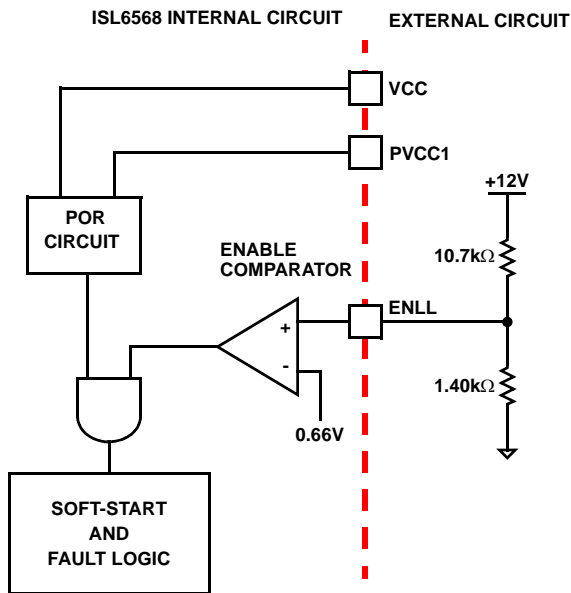 ISL6568 INTERNAL CIRCUIT
EXTERNAL CIRCUIT
VCC
PVCC1
+12V
POR
CIRCUIT
10.7kΩ
ENABLE
COMPARATOR
ENLL
+
-
1.40kΩ
0.66V
SOFT-START
AND
FAULT LOGIC